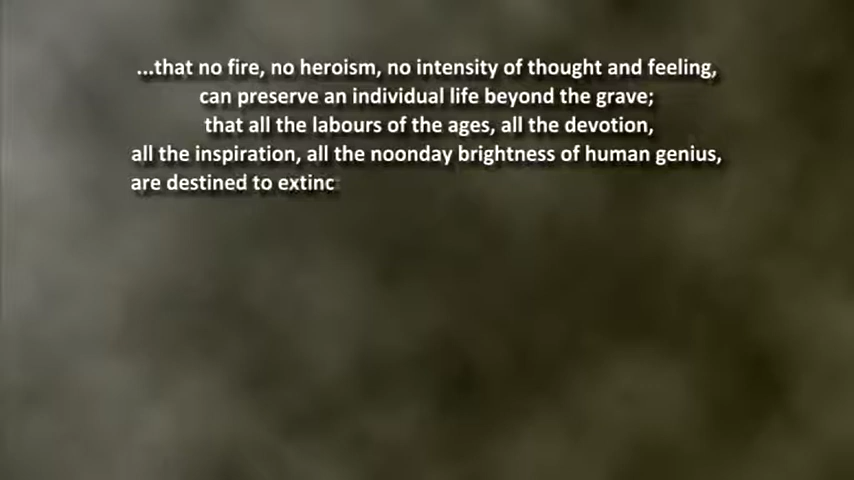 ...that no fire, no heroism, no intensity of thought and feeling,
can preserve an individual life beyond the grave;
that all the labours of the ages, all the devotion,
all the inspiration, all the noonday brightness of human genius,
are destined to extinc